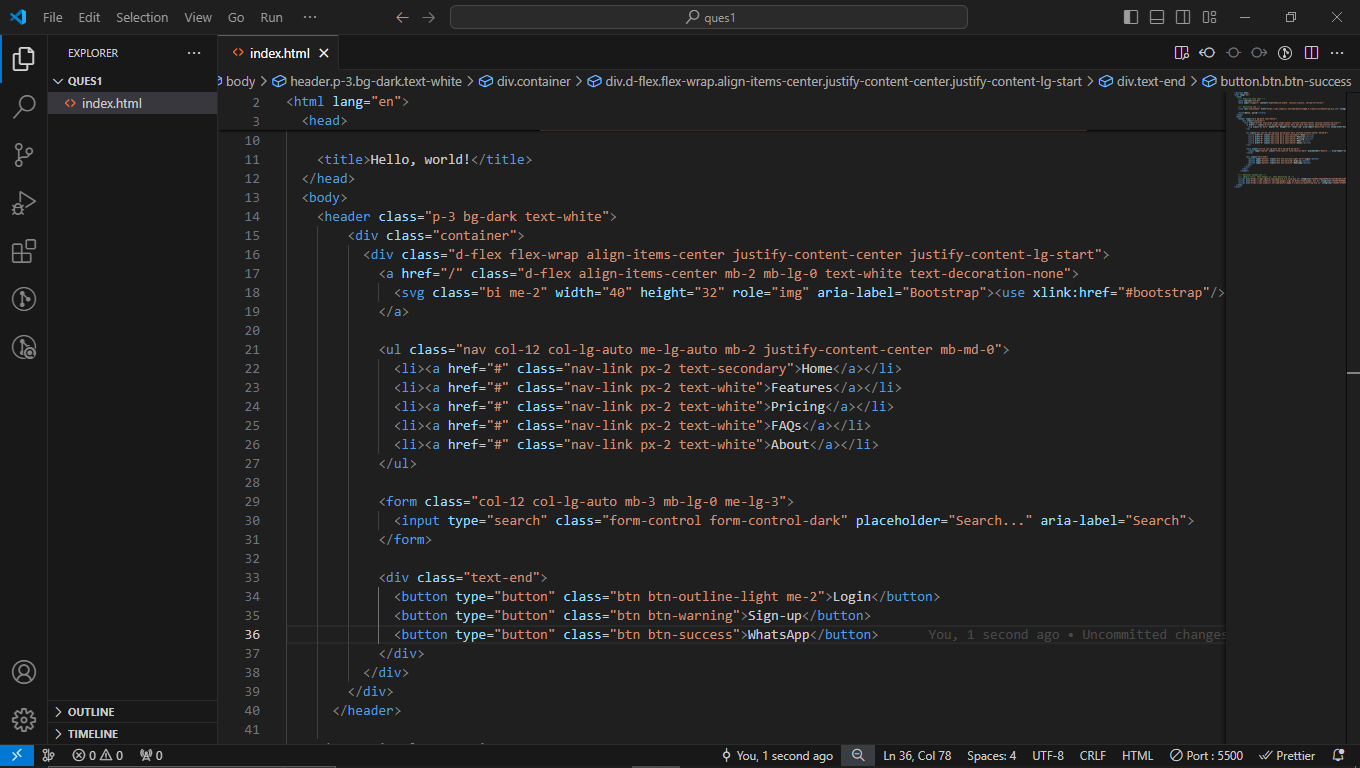 File Edit Selection View Go Run ···
ques1
EXPLORER
QUES1
index.html
index.html
body > header.p-3.bg-dark.text-white > div.container > div.d-flex.flex-wrap.align-items-center.justify-content-center.justify-content-lg-start > div.text-end > button.btn.btn-success
2 <html lang="en">
3 <head>
10
11 <title>Hello, world!</title>
12 </head>
13 <body>
14 <header class="p-3 bg-dark text-white">
15 <div class="container">
16 <div class="d-flex flex-wrap align-items-center justify-content-center justify-content-lg-start">
17 <a href="/" class="d-flex align-items-center mb-2 mb-lg-0 text-white text-decoration-none">
18 <svg class="bi me-2" width="40" height="32" role="img" aria-label="Bootstrap"><use xlink:href="#bootstrap"/>
19 </a>
20
21 <ul class="nav col-12 col-lg-auto me-lg-auto mb-2 justify-content-center mb-md-0">
22 <li><a href="#" class="nav-link px-2 text-secondary">Home</a></li>
23 <li><a href="#" class="nav-link px-2 text-white">Features</a></li>
24 <li><a href="#" class="nav-link px-2 text-white">Pricing</a></li>
25 <li><a href="#" class="nav-link px-2 text-white">FAQs</a></li>
26 <li><a href="#" class="nav-link px-2 text-white">About</a></li>
27 </ul>
28
29 <form class="col-12 col-lg-auto mb-3 mb-lg-0 me-lg-3">
30 <input type="search" class="form-control form-control-dark" placeholder="Search..." aria-label="Search">
31 </form>
32
33 <div class="text-end">
34 <button type="button" class="btn btn-outline-light me-2">Login</button>
35 <button type="button" class="btn btn-warning">Sign-up</button>
36 <button type="button" class="btn btn-success">WhatsApp</button> You, 1 second ago • Uncommitted changes
37 </div>
38 </div>
39 </div>
40 </header>
41
OUTLINE
TIMELINE
0 0 0 You, 1 second ago Ln 36, Col 78 Spaces: 4 UTF-8 CRLF HTML Port : 5500 Prettier